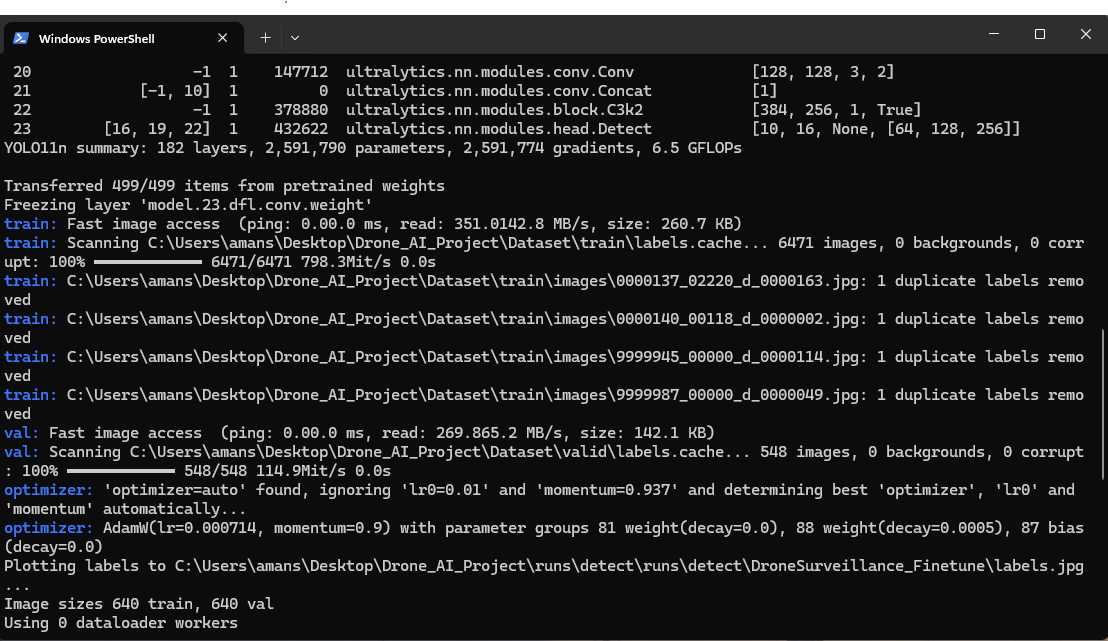 Windows PowerShell
20 -1 1 147712 ultralytics.nn.modules.conv.Conv [128, 128, 3, 2]
21 [-1, 10] 1 0 ultralytics.nn.modules.conv.Concat [1]
22 -1 1 378880 ultralytics.nn.modules.block.C3k2 [384, 256, 1, True]
23 [16, 19, 22] 1 432622 ultralytics.nn.modules.head.Detect [10, 16, None, [64, 128, 256]]
YOLO11n summary: 182 layers, 2,591,790 parameters, 2,591,774 gradients, 6.5 GFLOPs
Transferred 499/499 items from pretrained weights
Freezing layer 'model.23.dfl.conv.weight'
train: Fast image access (ping: 0.00.0 ms, read: 351.0142.8 MB/s, size: 260.7 KB)
train: Scanning C:\Users\amans\Desktop\Drone_AI_Project\Dataset\train\labels.cache... 6471 images, 0 backgrounds, 0 corr
upt: 100% ━━━━━━━━━━━━ 6471/6471 798.3Mit/s 0.0s
train: C:\Users\amans\Desktop\Drone_AI_Project\Dataset\train\images\0000137_02220_d_0000163.jpg: 1 duplicate labels remo
ved
train: C:\Users\amans\Desktop\Drone_AI_Project\Dataset\train\images\0000140_00118_d_0000002.jpg: 1 duplicate labels remo
ved
train: C:\Users\amans\Desktop\Drone_AI_Project\Dataset\train\images\9999945_00000_d_0000114.jpg: 1 duplicate labels remo
ved
train: C:\Users\amans\Desktop\Drone_AI_Project\Dataset\train\images\9999987_00000_d_0000049.jpg: 1 duplicate labels remo
ved
val: Fast image access (ping: 0.00.0 ms, read: 269.865.2 MB/s, size: 142.1 KB)
val: Scanning C:\Users\amans\Desktop\Drone_AI_Project\Dataset\valid\labels.cache... 548 images, 0 backgrounds, 0 corrupt
: 100% ━━━━━━━━━━━━ 548/548 114.9Mit/s 0.0s
optimizer: 'optimizer=auto' found, ignoring 'lr0=0.01' and 'momentum=0.937' and determining best 'optimizer', 'lr0' and
'momentum' automatically...
optimizer: AdamW(lr=0.000714, momentum=0.9) with parameter groups 81 weight(decay=0.0), 88 weight(decay=0.0005), 87 bias
(decay=0.0)
Plotting labels to C:\Users\amans\Desktop\Drone_AI_Project\runs\detect\runs\detect\DroneSurveillance_Finetune\labels.jpg
...
Image sizes 640 train, 640 val
Using 0 dataloader workers